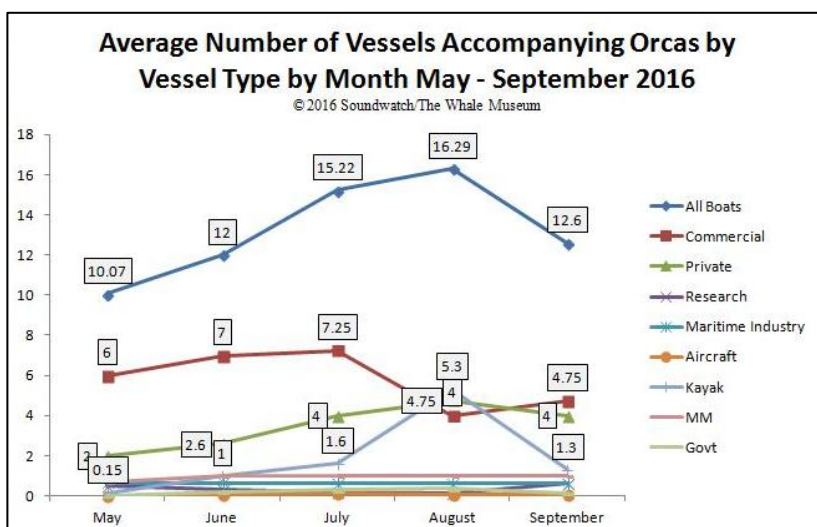 Average Number of Vessels Accompanying Orcas by
Vessel Type by Month May - September 2016
©2016 Soundwatch/The Whale Museum
18
16
14
12
10
8
6
4
2
0
10.07
12
15.22
16.29
12.6
6
7
7.25
4
4.75
2
2.6
4
4.75
4
0.15
1
1.6
5.3
1.3
May
June
July
August
September
All Boats
Commercial
Private
Research
Maritime Industry
Aircraft
Kayak
MM
Govt